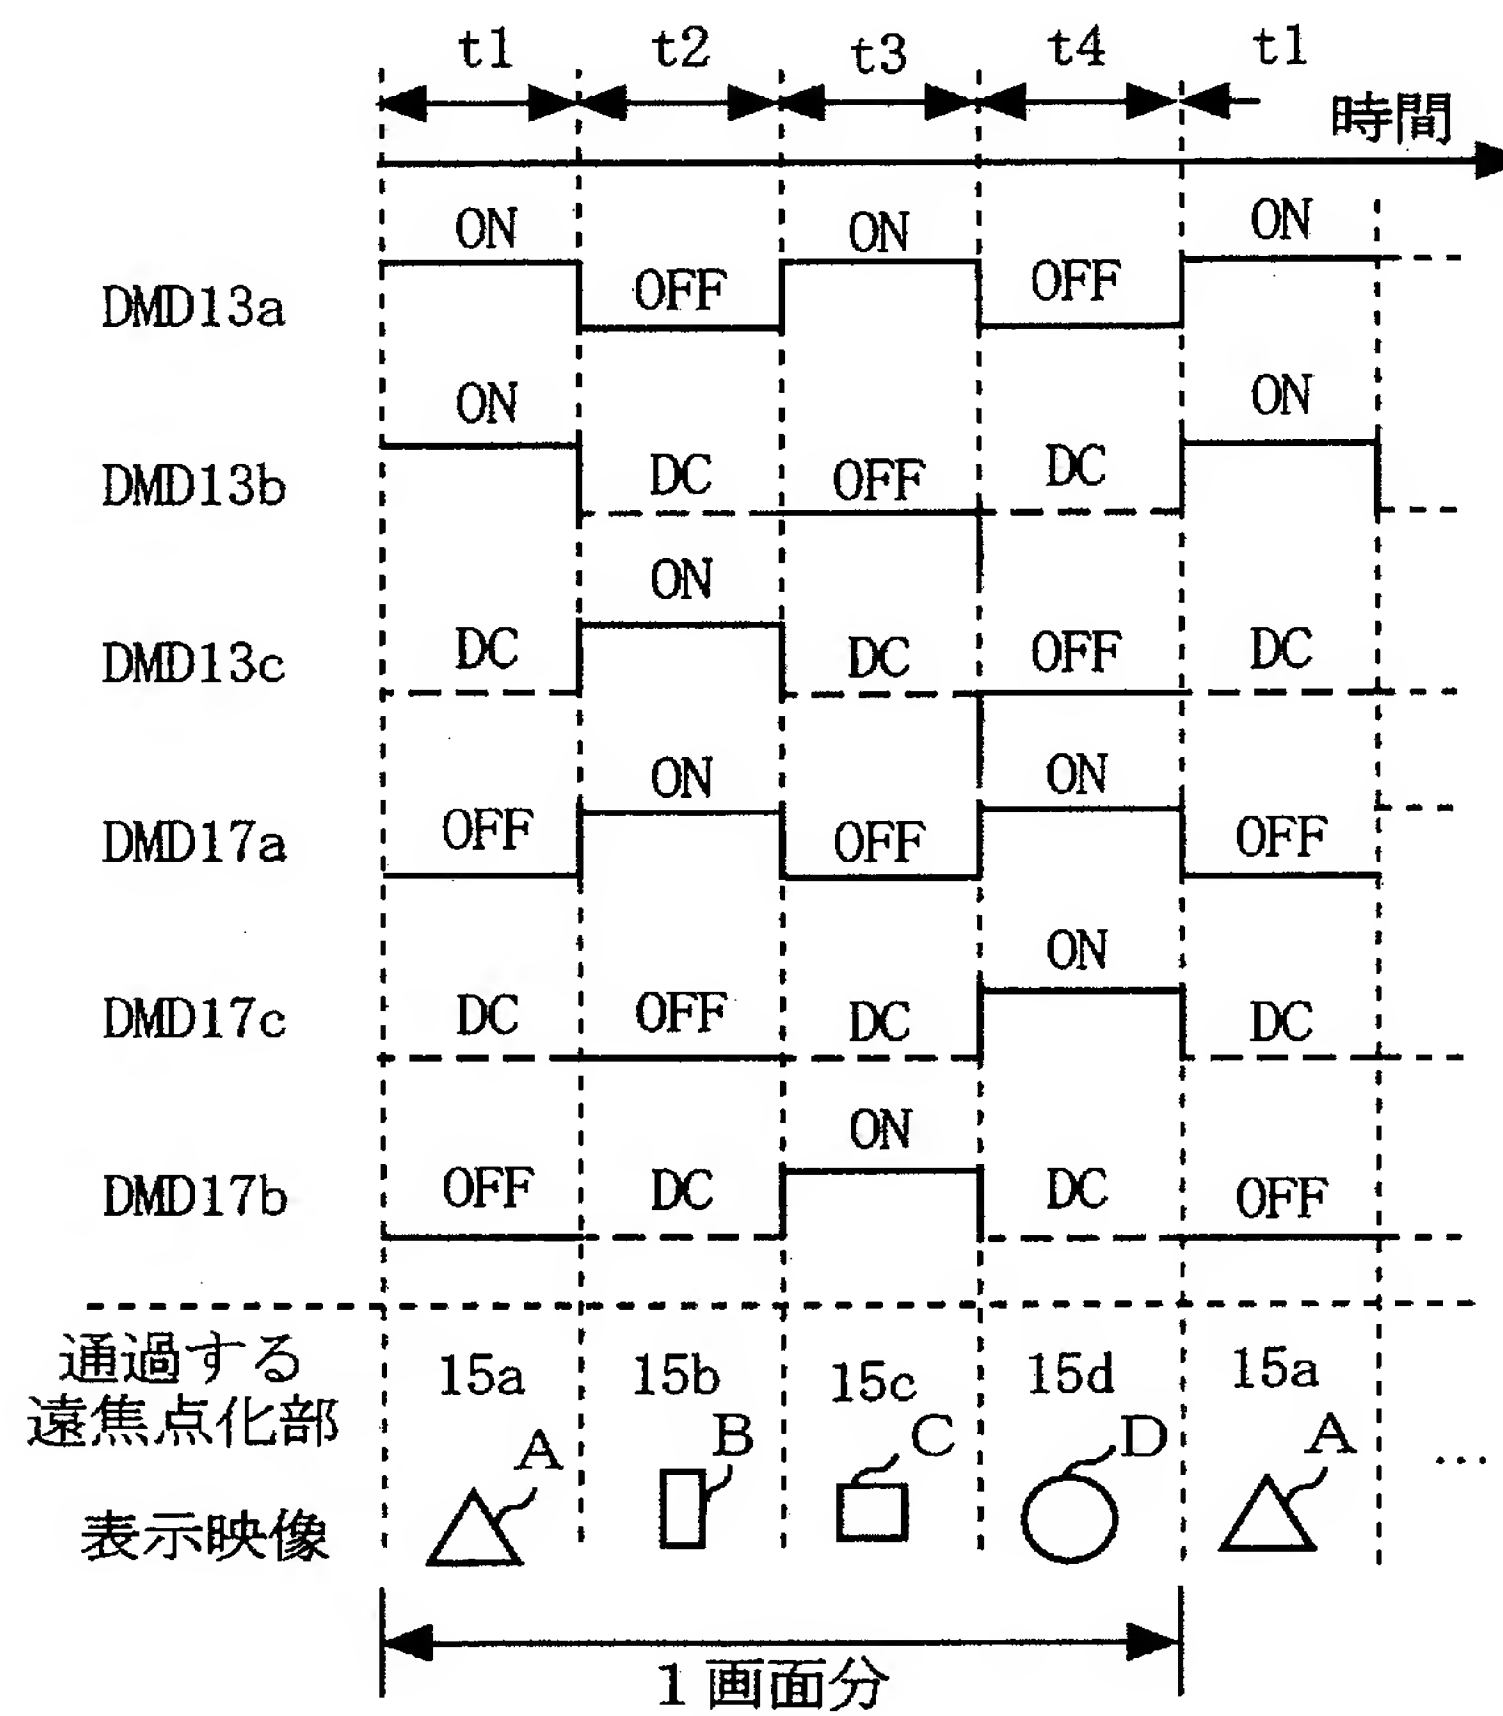 t1 t2 t3 t4 t1
時間
ON OFF ON OFF ON
DMD13a
ON DC OFF DC ON
DMD13b
DC ON DC OFF DC
DMD13c
OFF ON OFF ON OFF
DMD17a
DC OFF DC ON DC
DMD17c
OFF DC ON DC OFF
DMD17b
通過する
遠焦点化部
15a 15b 15c 15d 15a
A B C D A
...
表示映像
1画面分